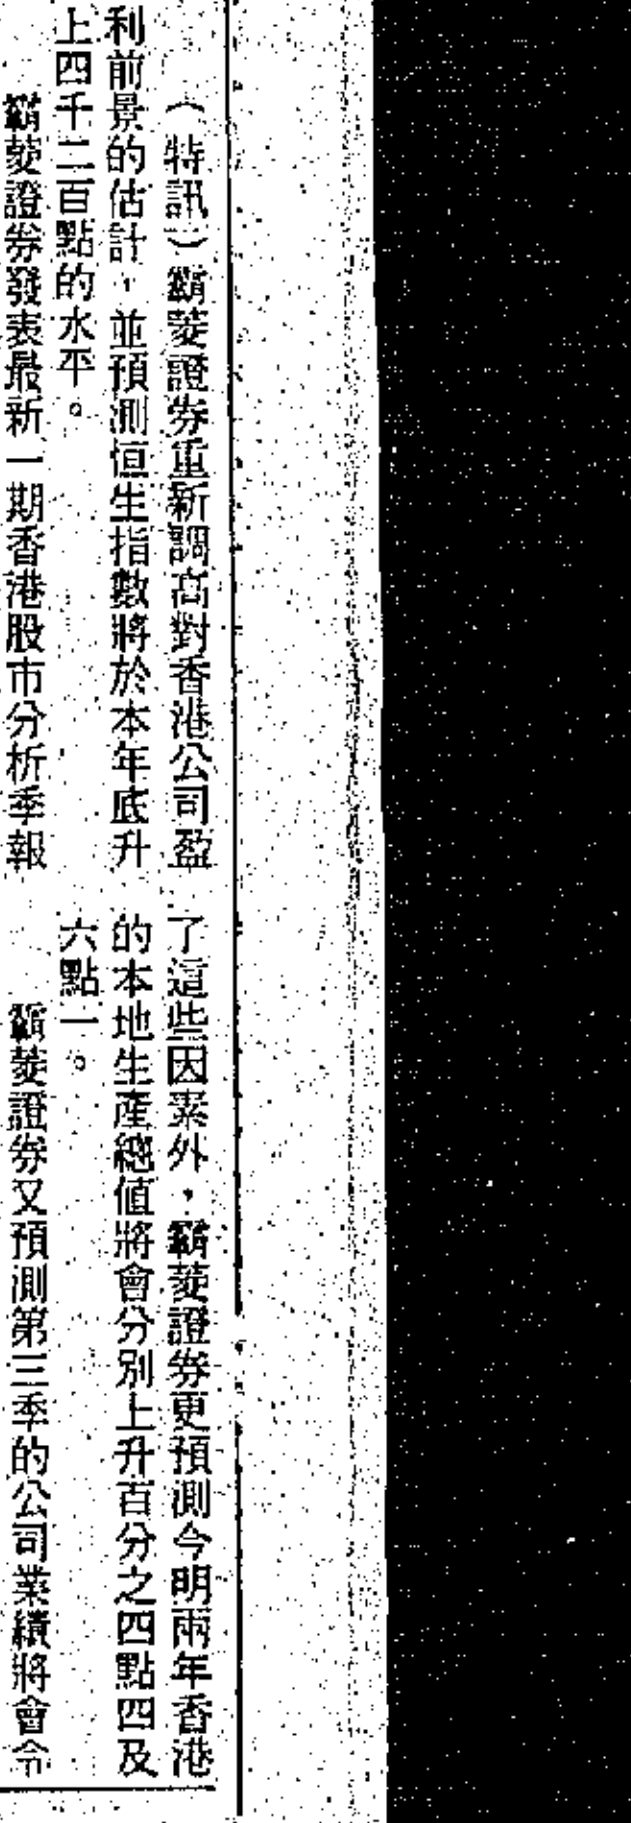 （特訊）霸菱證券重新調高對香港公司盈
利前景的估計，並預測恒生指數將於本年底升
上四千二百點的水平。
霸菱證券發表最新一期香港股市分析季報
了這些因素外，霸菱證券更預測今明兩年香港
的本地生產總值將會分別上升百分之四點四及
六點一。
霸菱證券又預測第三季的公司業績將會令